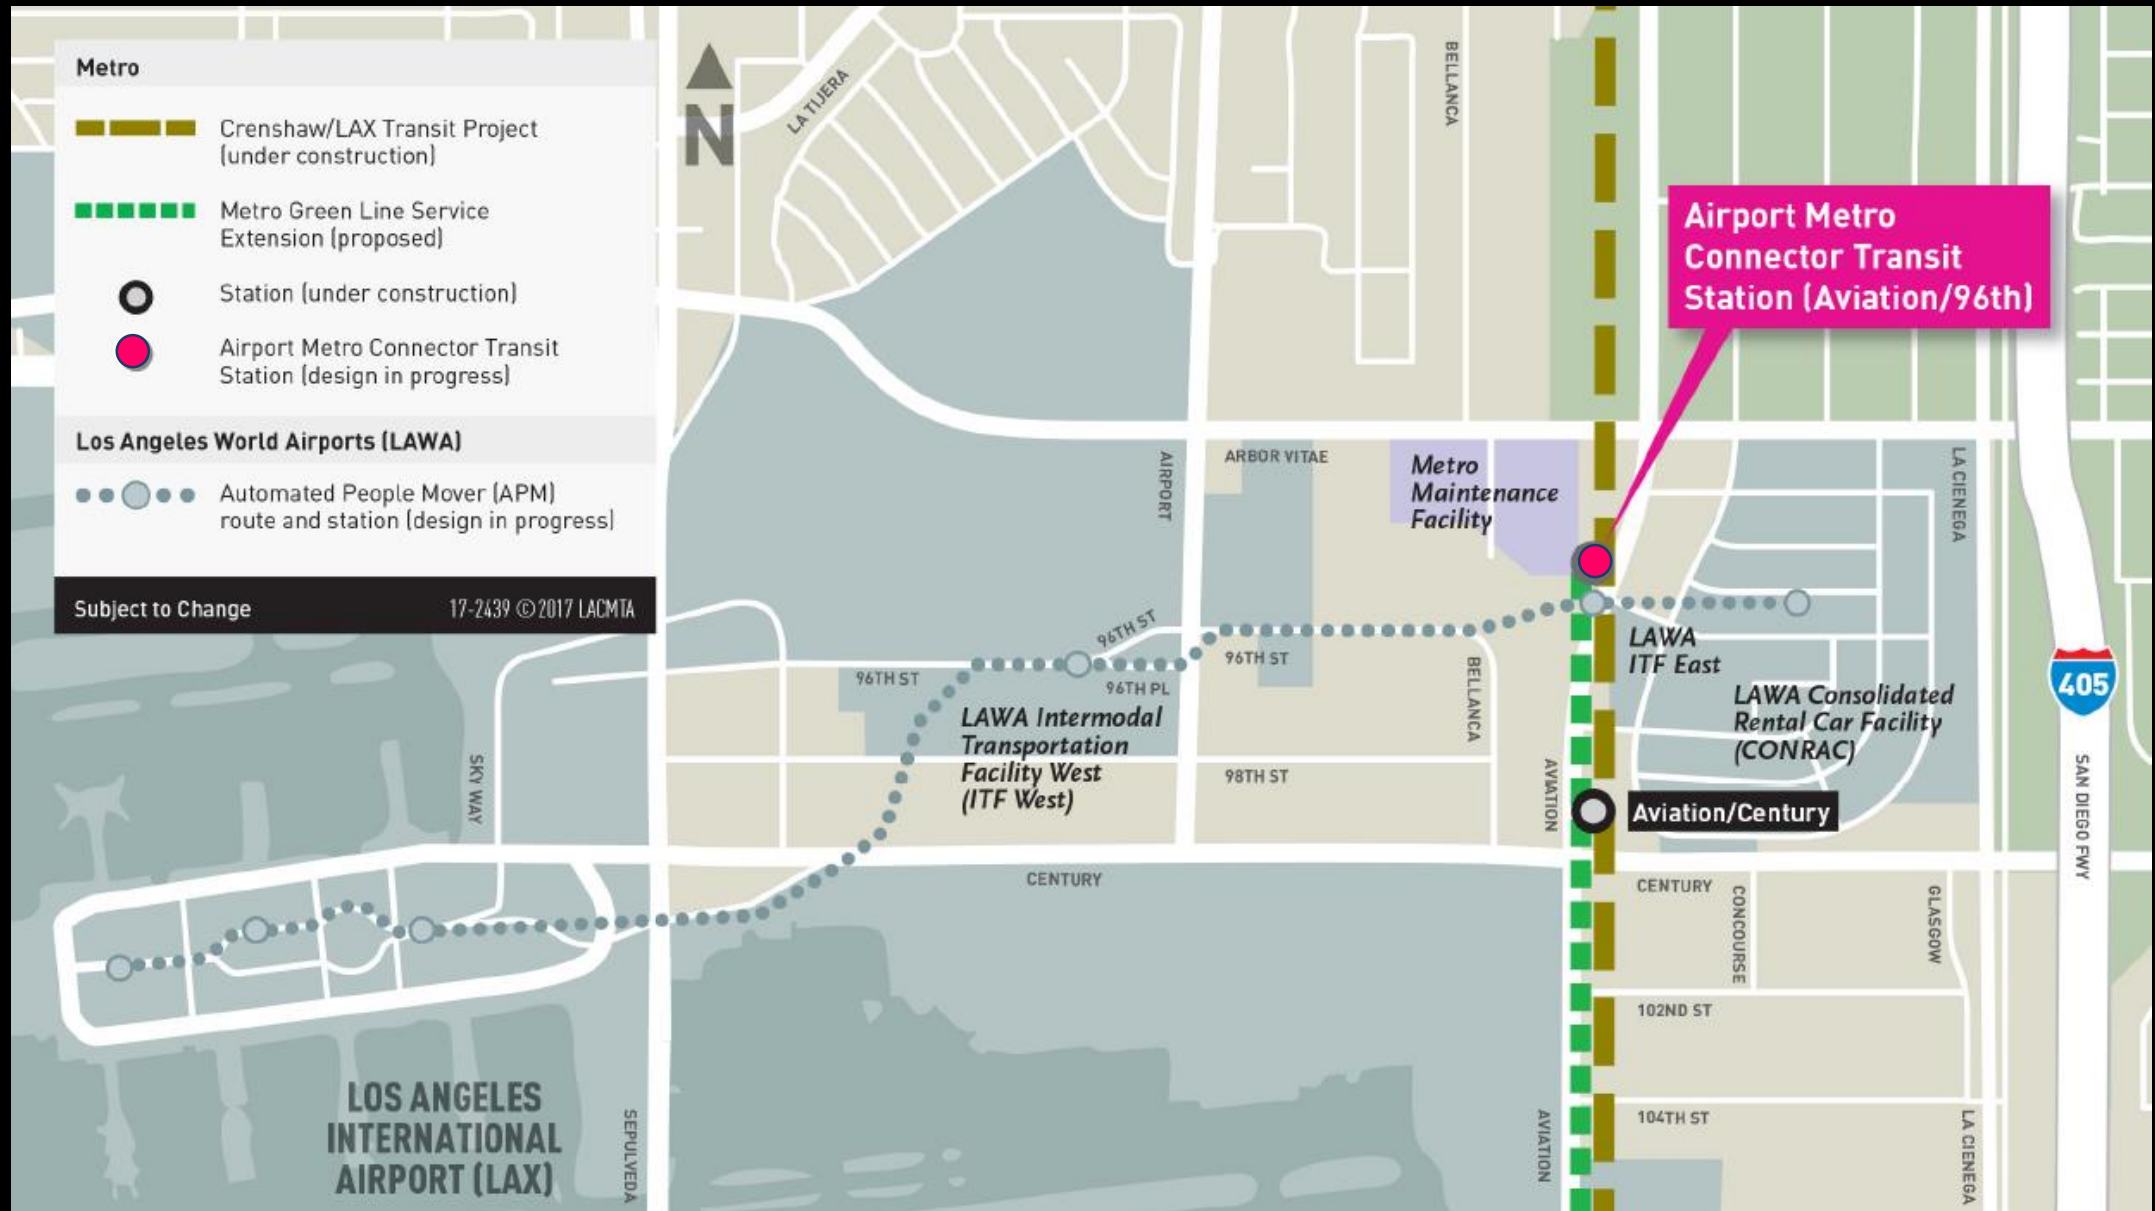 Metro
Crenshaw/LAX Transit Project
(under construction)
Metro Green Line Service
Extension (proposed)
Station (under construction)
Airport Metro Connector Transit
Station (design in progress)
Los Angeles World Airports (LAWA)
Automated People Mover (APM)
route and station (design in progress)
Subject to Change
17-2439 ©2017 LACMTA
N
LA TIJERA
BELLANCA
Airport Metro
Connector Transit
Station (Aviation/96th)
AIRPORT
ARBOR VITAE
Metro
Maintenance
Facility
LA CIENEGA
96TH ST
96TH ST
96TH PL
96TH ST
BELLANCA
LAWA
ITF East
LAWA Consolidated
Rental Car Facility
(CONRAC)
405
LAWA Intermodal
Transportation
Facility West
(ITF West)
SKY WAY
98TH ST
AVIATION
Aviation/Century
SAN DIEGO FWY
CENTURY
CENTURY
CONCOURSE
GLASGOW
102ND ST
104TH ST
LOS ANGELES
INTERNATIONAL
AIRPORT (LAX)
SEPULVEDA
AVIATION
LA CIENEGA